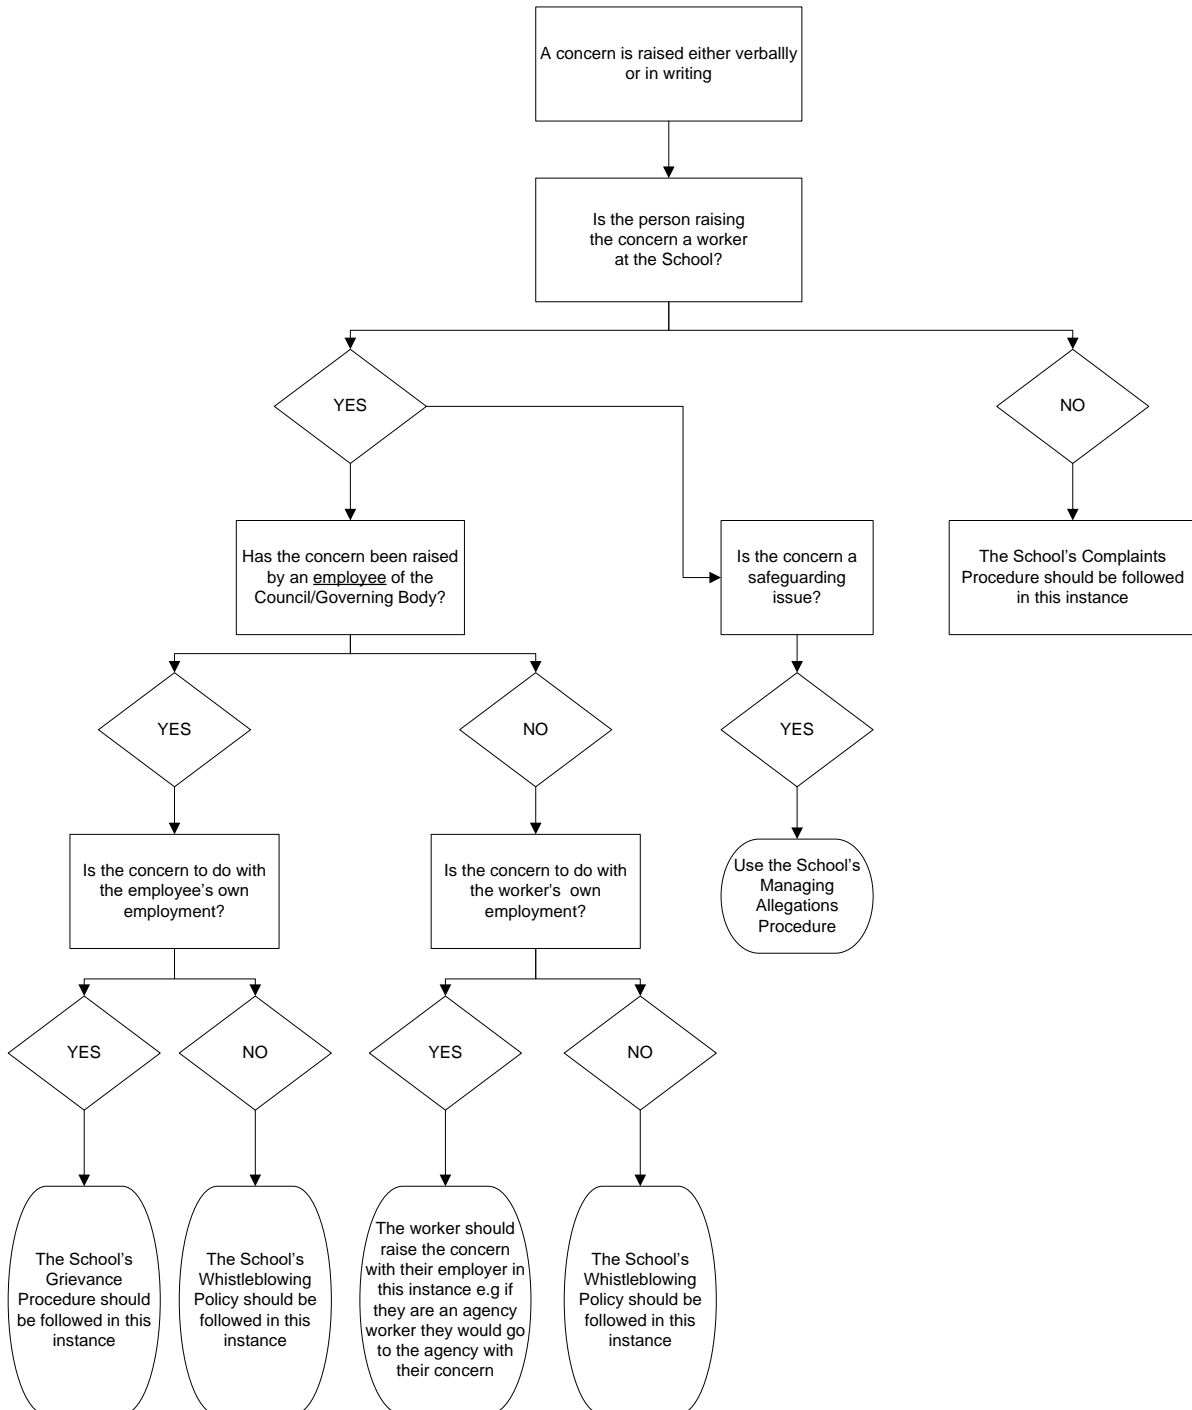 A concern is raised either verballly
or in writing
Is the person raising
the concern a worker
at the School?
YES
NO
Has the concern been raised
by an employee of the
Council/Governing Body?
Is the concern a
safeguarding
issue?
The School’s Complaints
Procedure should be followed
in this instance
YES
NO
YES
Is the concern to do with
the employee’s own
employment?
Is the concern to do with
the worker's own
employment?
Use the School’s
Managing
Allegations
Procedure
YES
NO
YES
NO
The School’s
Grievance
Procedure should
be followed in this
instance
The School’s
Whistleblowing
Policy should be
followed in this
instance
The worker should
raise the concern
with their employer in
this instance e.g if
they are an agency
worker they would go
to the agency with
their concern
The School’s
Whistleblowing
Policy should be
followed in this
instance